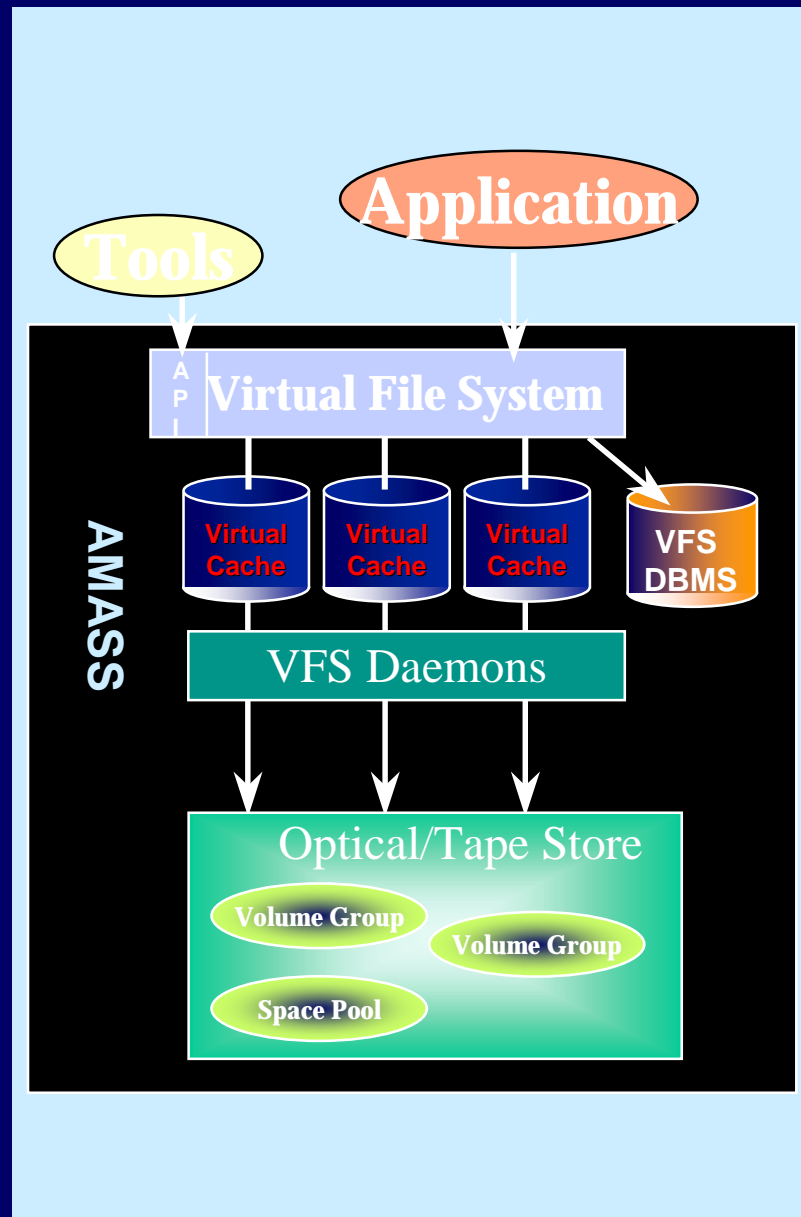 Application
Tools
A
P
I
Virtual File System
Virtual
Cache
Virtual
Cache
Virtual
Cache
VFS
DBMS
AMASS
VFS Daemons
Optical/Tape Store
Volume Group
Volume Group
Space Pool